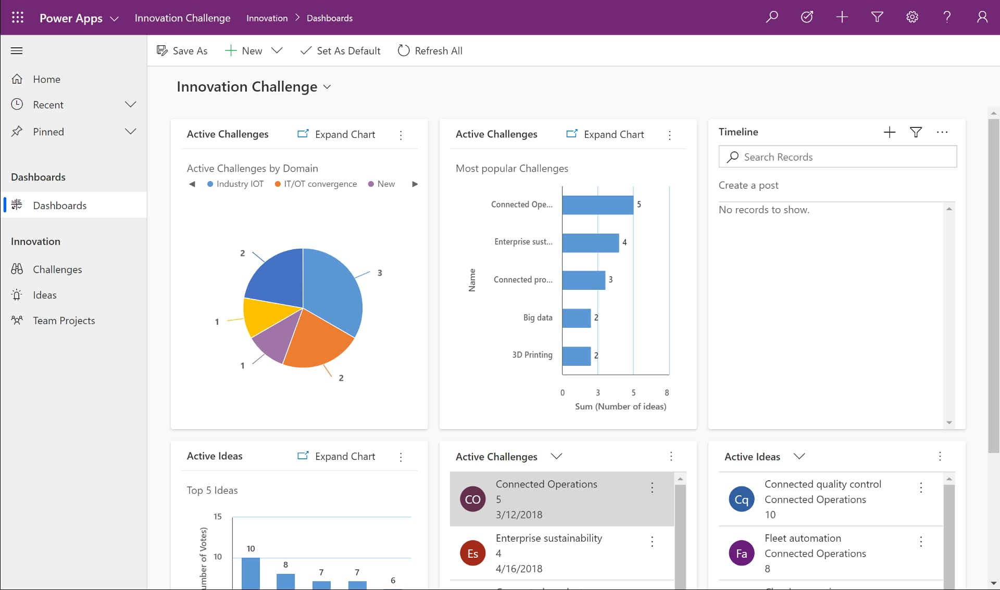 Power Apps
Innovation Challenge
Innovation > Dashboards
Save As
New
Set As Default
Refresh All
Home
Recent
Pinned
Dashboards
Dashboards
Innovation
Challenges
Ideas
Team Projects
Innovation Challenge
Active Challenges
Expand Chart
Active Challenges by Domain
Industry IOT
IT/OT convergence
New
2
3
1
1
2
Active Challenges
Expand Chart
Most popular Challenges
Name
Connected Ope... 5
Enterprise sust... 4
Connected pro... 3
Big data 2
3D Printing 2
0 3 5 8
Sum (Number of ideas)
Timeline
Search Records
Create a post
No records to show.
Active Ideas
Expand Chart
Top 5 Ideas
15
10
10
8
7
7
6
of Votes)
Active Challenges
CO
Connected Operations
5
3/12/2018
Es
Enterprise sustainability
4
4/16/2018
Active Ideas
Cq
Connected quality control
Connected Operations
10
Fa
Fleet automation
Connected Operations
8